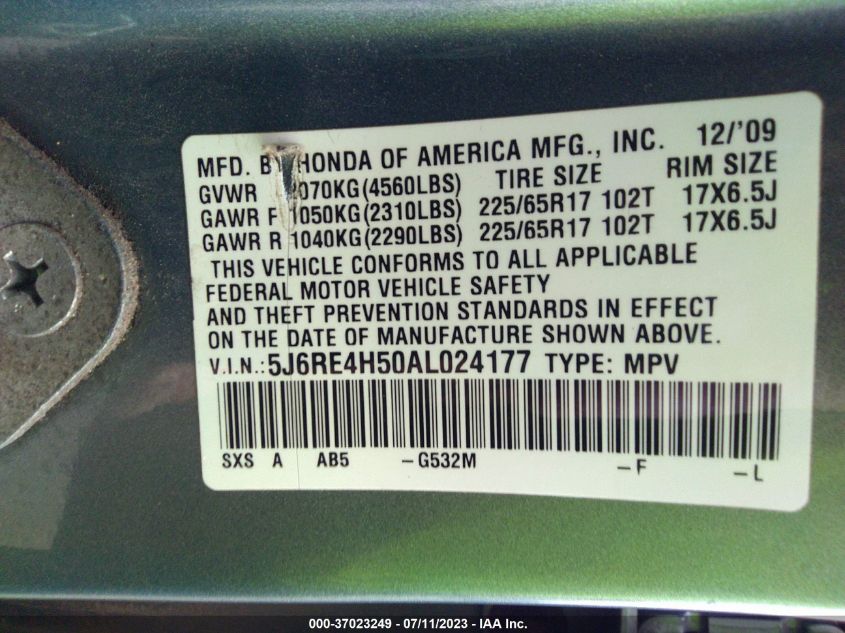 MFD. BY HONDA OF AMERICA MFG., INC. 12/'09
GVWR 2070KG(4560LBS) TIRE SIZE RIM SIZE
GAWR F 1050KG(2310LBS) 225/65R17 102T 17X6.5J
GAWR R 1040KG(2290LBS) 225/65R17 102T 17X6.5J
THIS VEHICLE CONFORMS TO ALL APPLICABLE
FEDERAL MOTOR VEHICLE SAFETY
AND THEFT PREVENTION STANDARDS IN EFFECT
ON THE DATE OF MANUFACTURE SHOWN ABOVE.
V.I.N.: 5J6RE4H50AL024177 TYPE: MPV
SXS A AB5 -G532M -F -L
000-37023249 - 07/11/2023 - IAA Inc.